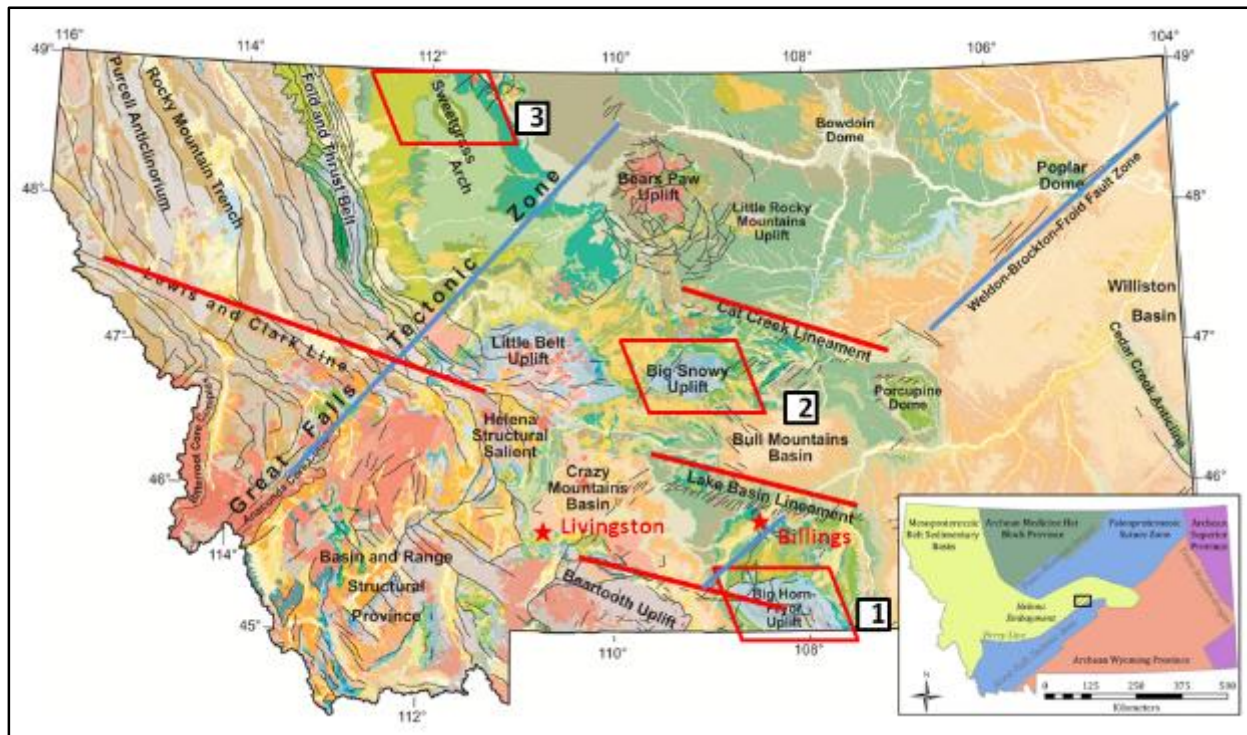 116°
114°
112°
110°
108°
106°
104°
49°
49°
48°
48°
47°
47°
46°
46°
45°
114°
112°
110°
108°
Purcell Anticlinorium
Rocky Mountain Trench
Fold and Thrust Belt
Sweetgrass
Arch
3
Bears Paw
Uplift
Little Rocky
Mountains
Uplift
Bowdoin
Dome
Poplar
Dome
Weldon-Brockton-Froid Fault Zone
Williston
Basin
Cedar Creek Anticline
Great Falls Tectonic Zone
Lewis and Clark Line
Little Belt
Uplift
Cat Creek Lineament
Big Snowy
Uplift
2
Porcupine
Dome
Helena
Structural
Salient
Bull Mountains
Basin
Crazy
Mountains
Basin
Lake Basin Lineament
Livingston
Billings
Basin and Range
Structural
Province
Beartooth Uplift
Big Horn-
Pryor
Uplift
1
Mesoproterozoic
Belt Sedimentary
Basin
Archean Medicine Hat
Block Province
Paleoproterozoic
Suture Zone
Archean
Superior
Province
Helena
Embayment
Perry Line
Archean Wyoming Province
N
0 125 250 375 500
Kilometers